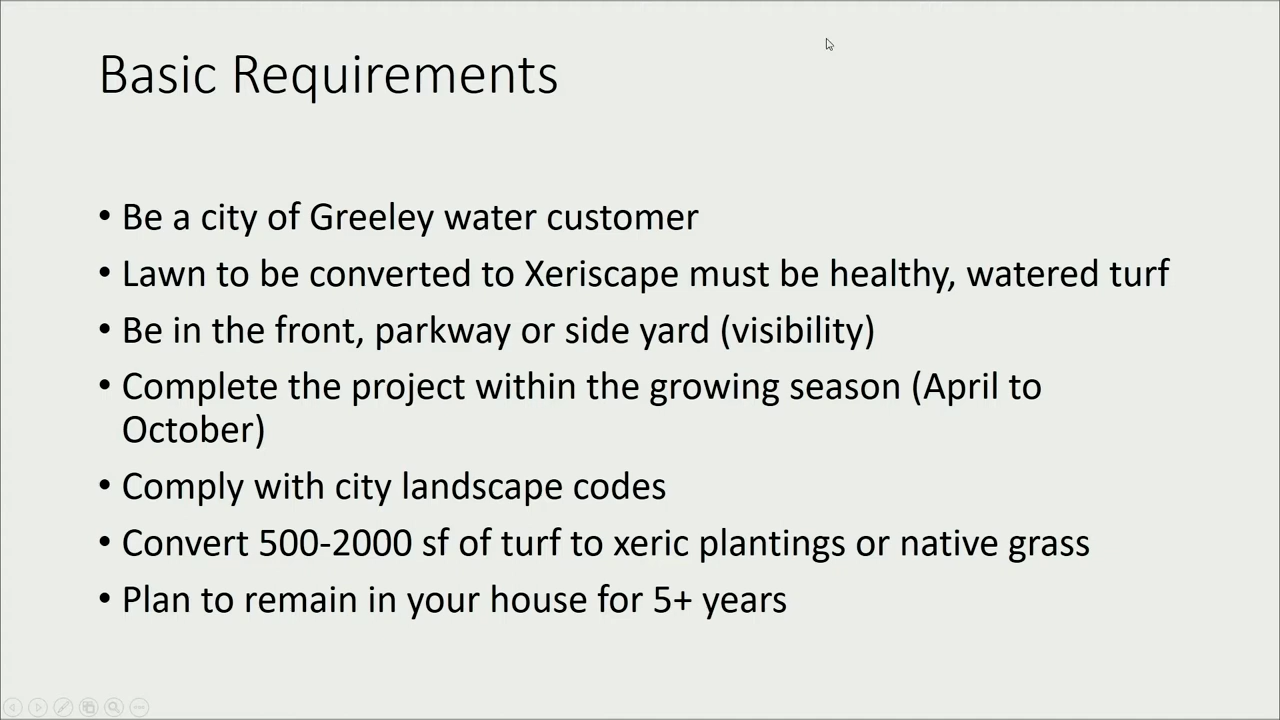 Basic Requirements
• Be a city of Greeley water customer
• Lawn to be converted to Xeriscape must be healthy, watered turf
• Be in the front, parkway or side yard (visibility)
• Complete the project within the growing season (April to
October)
• Comply with city landscape codes
• Convert 500-2000 sf of turf to xeric plantings or native grass
• Plan to remain in your house for 5+ years